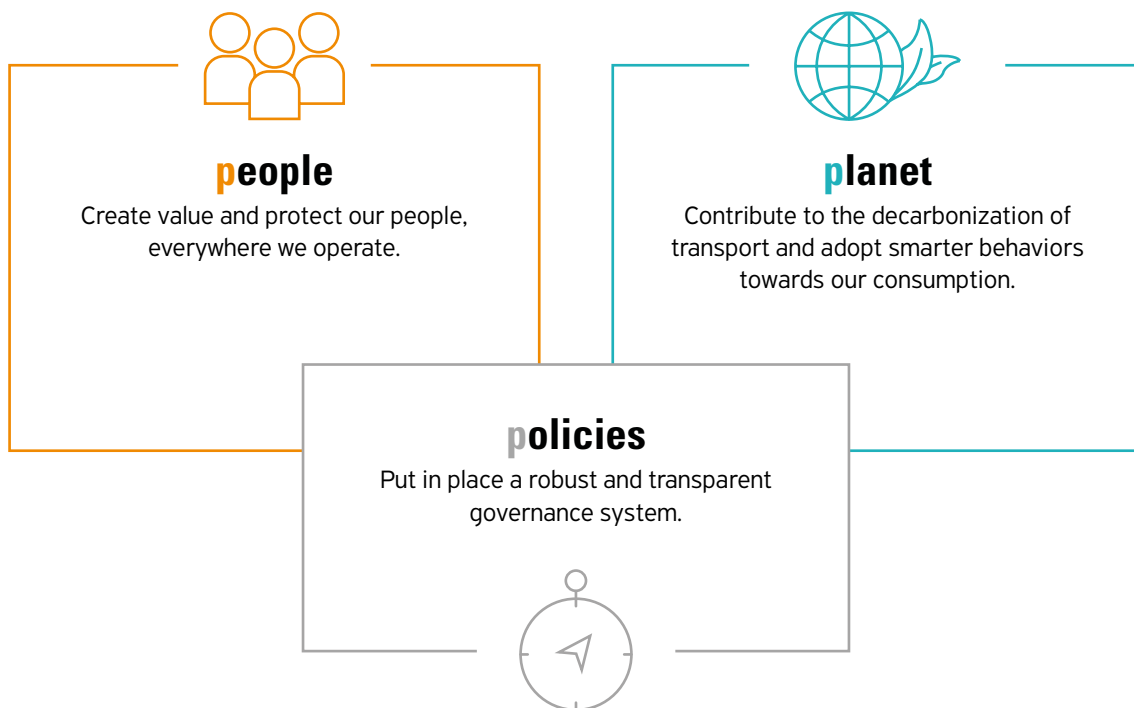 people
Create value and protect our people,
everywhere we operate.
planet
Contribute to the decarbonization of
transport and adopt smarter behaviors
towards our consumption.
policies
Put in place a robust and transparent
governance system.